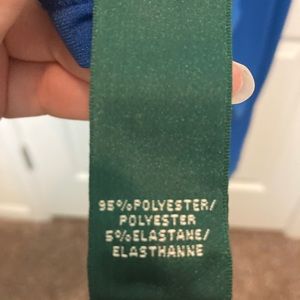 95%POLYESTER/
POLYESTER
5%ELASTANE/
ELASTHANNE